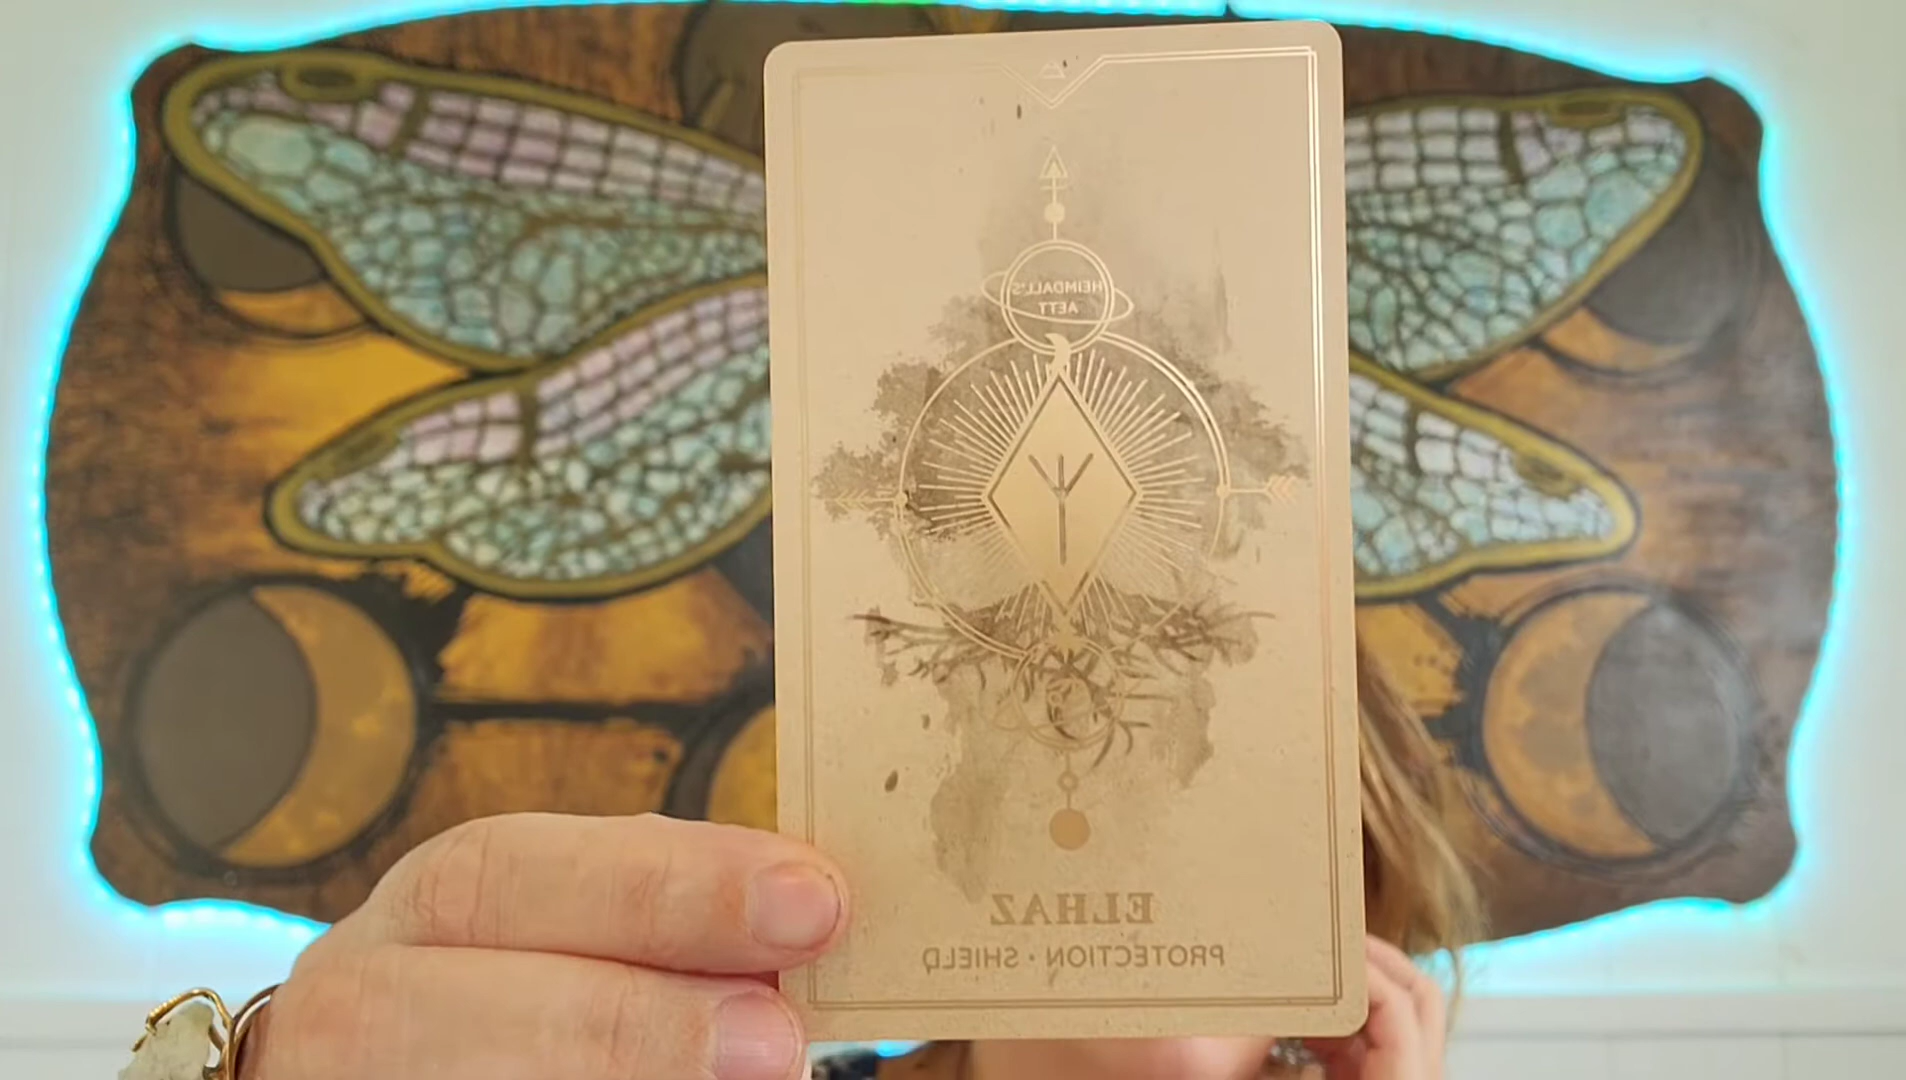 HEIMDALL'S
AETT
ᛉ
ELHAZ
PROTECTION • SHIELD